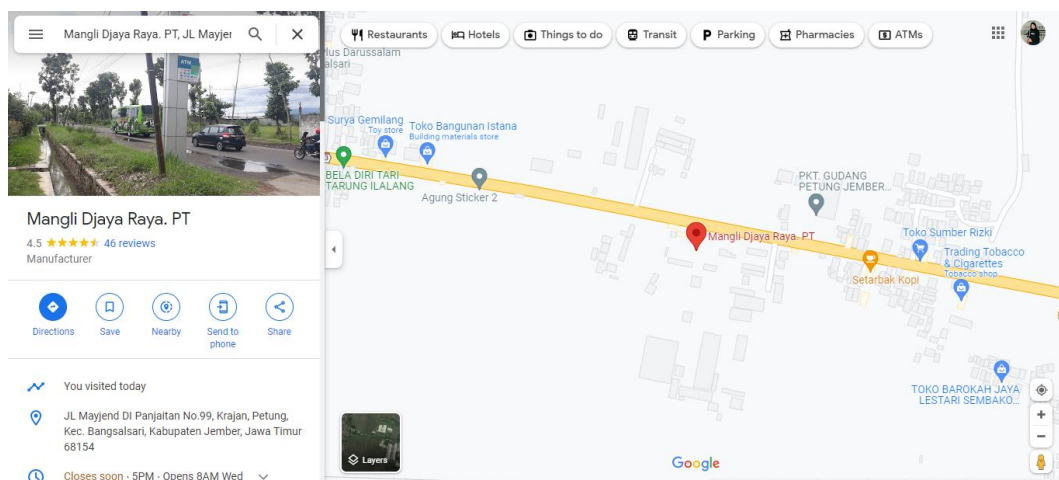 Mangli Djaya Raya. PT, JL Mayjer
Restaurants
Hotels
Things to do
Transit
Parking
Pharmacies
ATMs
ATM
Mangli Djaya Raya. PT
4.5 46 reviews
Manufacturer
Directions
Save
Nearby
Send to
phone
Share
You visited today
JL Mayjend DI Panjaitan No.99, Krajan, Petung,
Kec. Bangsalsari, Kabupaten Jember, Jawa Timur
68154
Closes soon · 5PM · Opens 8AM Wed
lus Darussalam
alsari
Surya Gemilang
Toy store
Toko Bangunan Istana
Building materials store
BELA DIRI TARI
TARUNG ILALANG
Agung Sticker 2
PKT. GUDANG
PETUNG JEMBER...
Mangli Djaya Raya. PT
Toko Sumber Rizki
Trading Tobacco
& Cigarettes
Tobacco shop
Setarbak Kopi
TOKO BAROKAH JAYA
LESTARI SEMBAKO...
Layers
Google